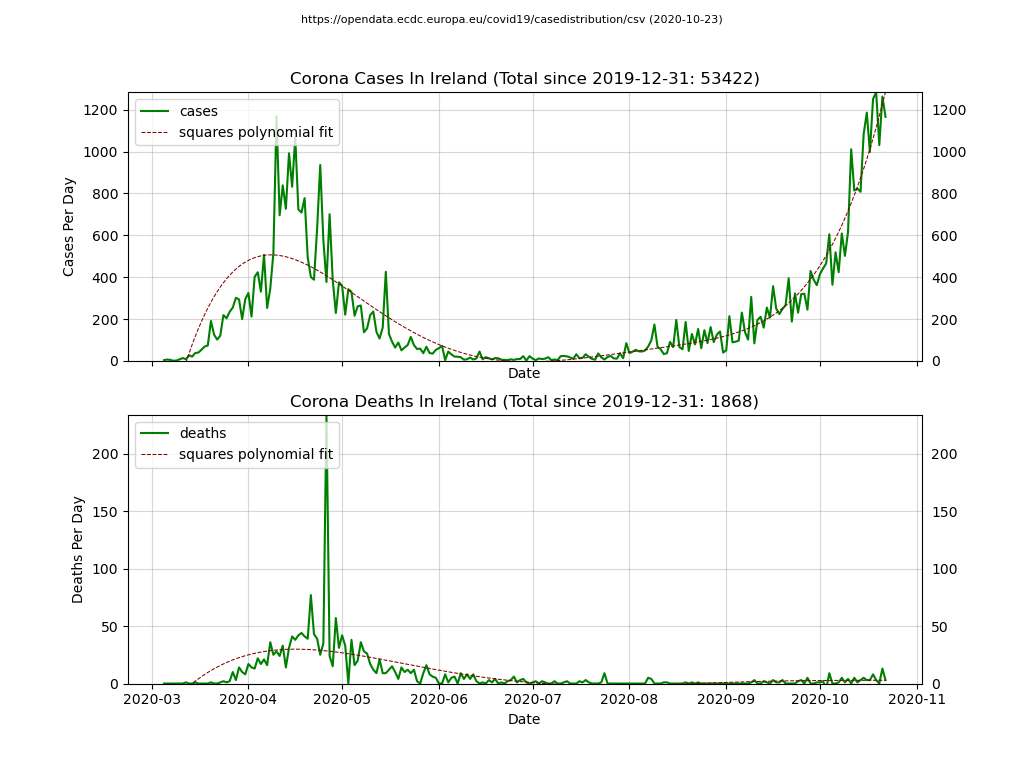 https://opendata.ecdc.europa.eu/covid19/casedistribution/csv (2020-10-23)
Corona Cases In Ireland (Total since 2019-12-31: 53422)
cases
squares polynomial fit
Cases Per Day
1200
1000
800
600
400
200
0
1200
1000
800
600
400
200
0
Date
Corona Deaths In Ireland (Total since 2019-12-31: 1868)
deaths
squares polynomial fit
Deaths Per Day
200
150
100
50
0
200
150
100
50
0
2020-03 2020-04 2020-05 2020-06 2020-07 2020-08 2020-09 2020-10 2020-11
Date